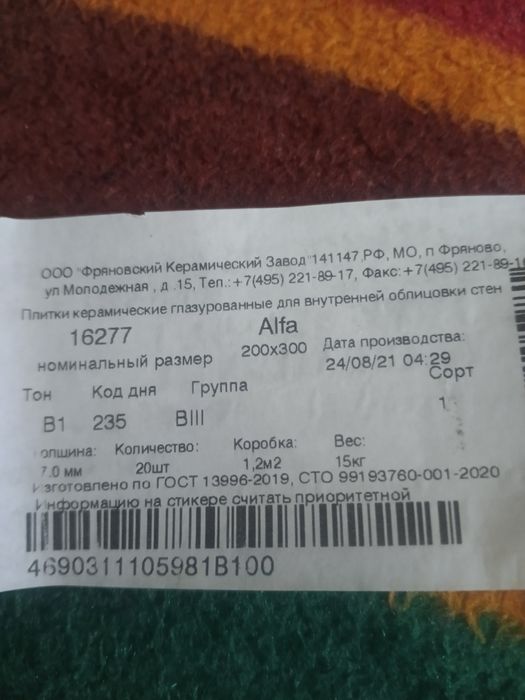 ООО "Фряновский Керамический Завод"141147,РФ, МО, п Фряново,
ул Молодежная , д .15, Тел.:+7(495) 221-89-17, Факс:+7(495) 221-89-1
Плитки керамические глазурованные для внутренней облицовки стен
16277 Alfa
номинальный размер 200x300 Дата производства:
24/08/21 04:29
Тон Код дня Группа Сорт
B1 235 BIII 1
олщина: Количество: Коробка: Вес:
7.0 мм 20шт 1,2м2 15кг
Изготовлено по ГОСТ 13996-2019, СТО 99193760-001-2020
Информацию на стикере считать приоритетной
4690311105981B100